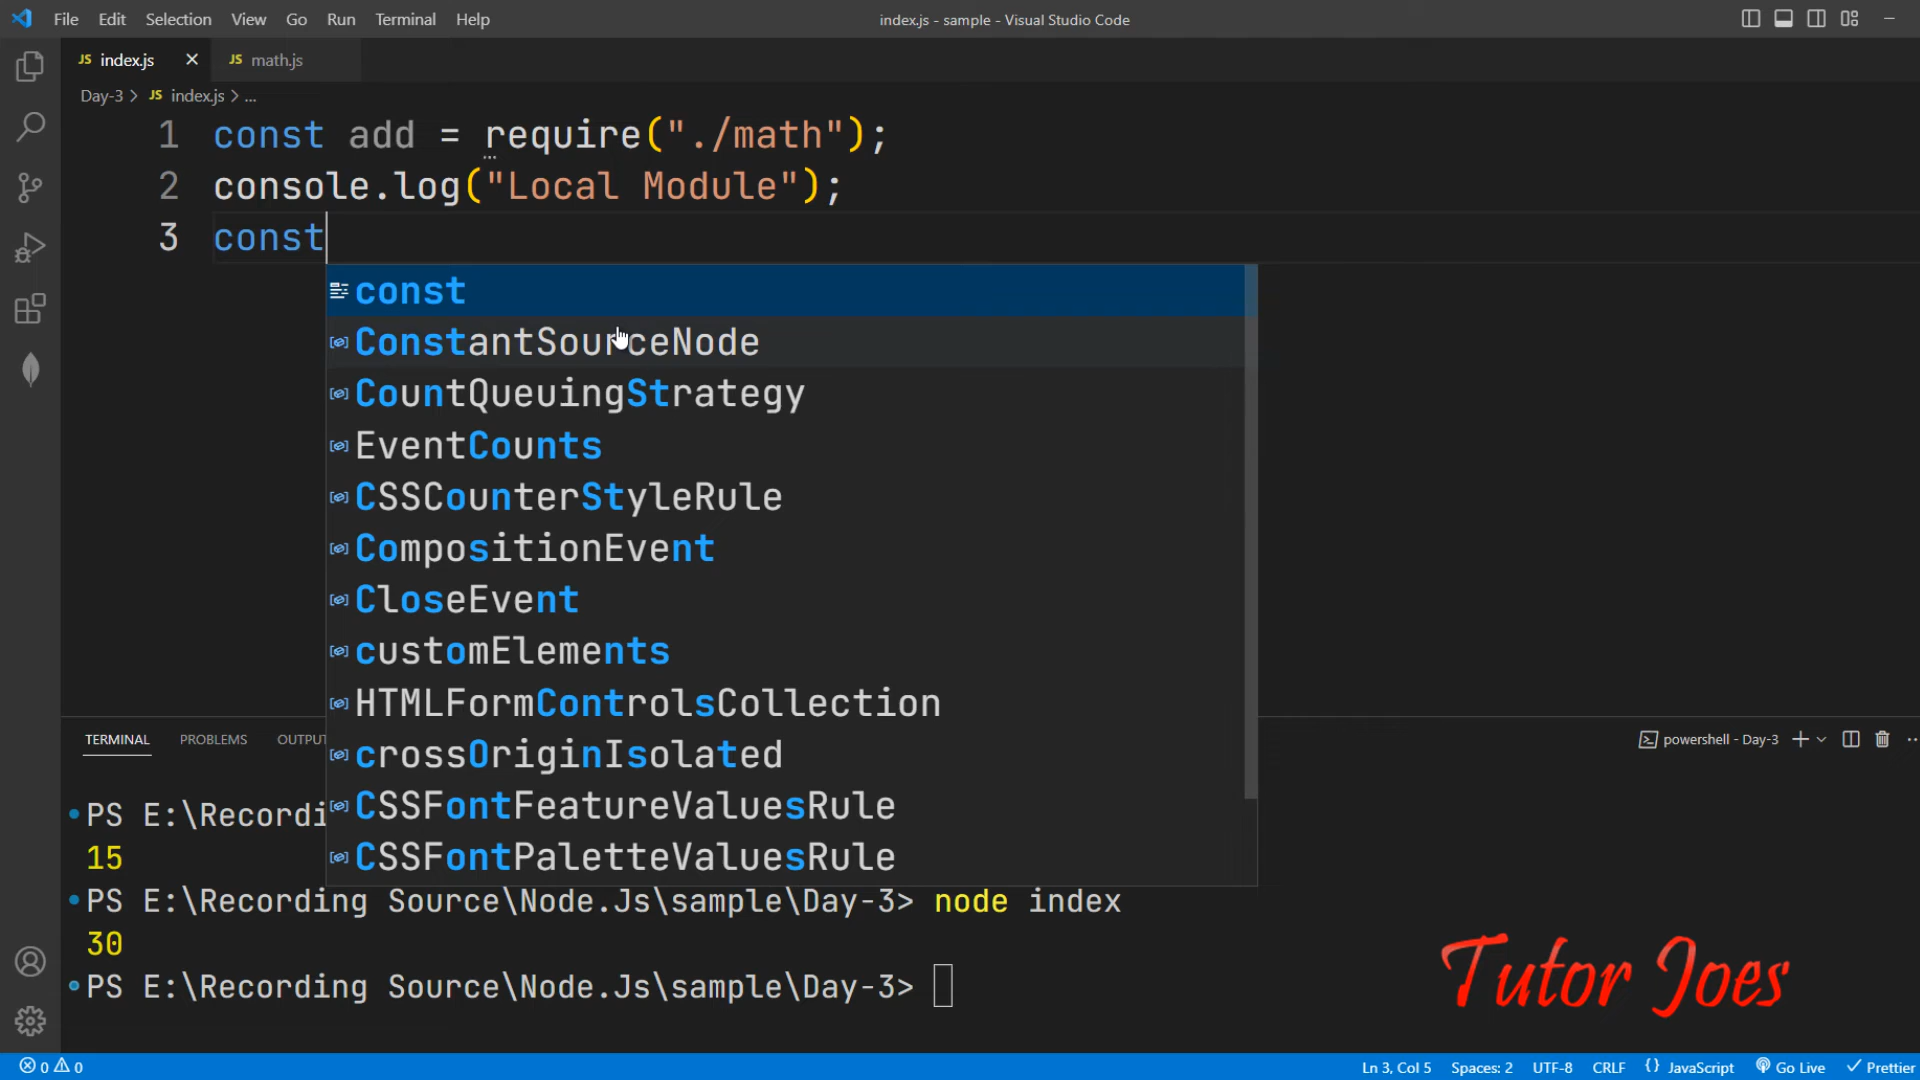 File Edit Selection View Go Run Terminal Help
index.js - sample - Visual Studio Code
JS index.js
JS math.js
Day-3 > JS index.js > ...
1 const add = require("./math");
2 console.log("Local Module");
3 const
const
ConstantSourceNode
CountQueuingStrategy
EventCounts
CSSCounterStyleRule
CompositionEvent
CloseEvent
customElements
HTMLFormControlsCollection
crossOriginIsolated
CSSFontFeatureValuesRule
CSSFontPaletteValuesRule
TERMINAL PROBLEMS OUTPU
powershell - Day-3
PS E:\Recordi
15
PS E:\Recording Source\Node.Js\sample\Day-3> node index
30
PS E:\Recording Source\Node.Js\sample\Day-3>
Tutor Joes
0 0
Ln 3, Col 5 Spaces: 2 UTF-8 CRLF {} JavaScript Go Live Prettier